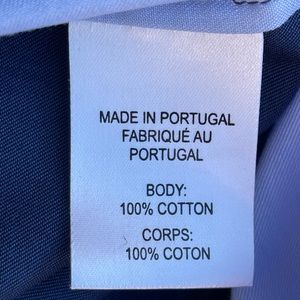 MADE IN PORTUGAL
FABRIQUÉ AU
PORTUGAL
BODY:
100% COTTON
CORPS:
100% COTON